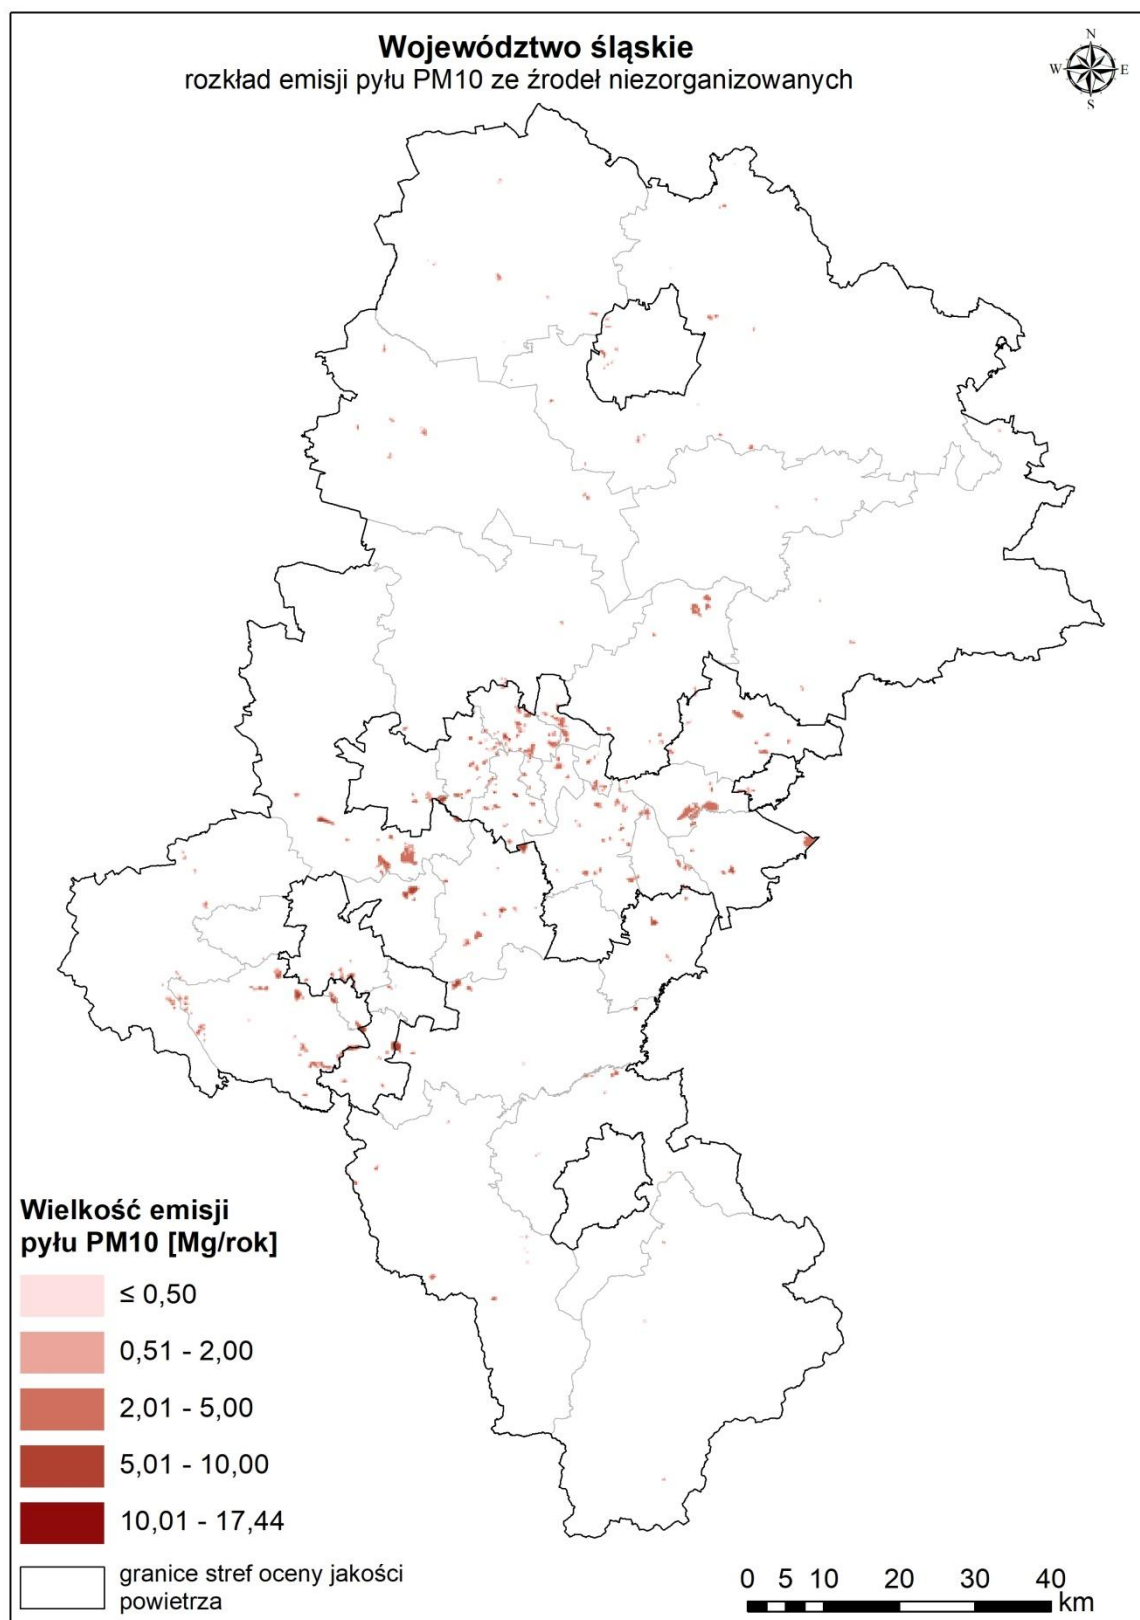 Województwo śląskie
rozkład emisji pyłu PM10 ze źrodeł niezorganizowanych
N
W E
S
Wielkość emisji
pyłu PM10 [Mg/rok]
≤ 0,50
0,51 - 2,00
2,01 - 5,00
5,01 - 10,00
10,01 - 17,44
granice stref oceny jakości
powietrza
0 5 10 20 30 40
km